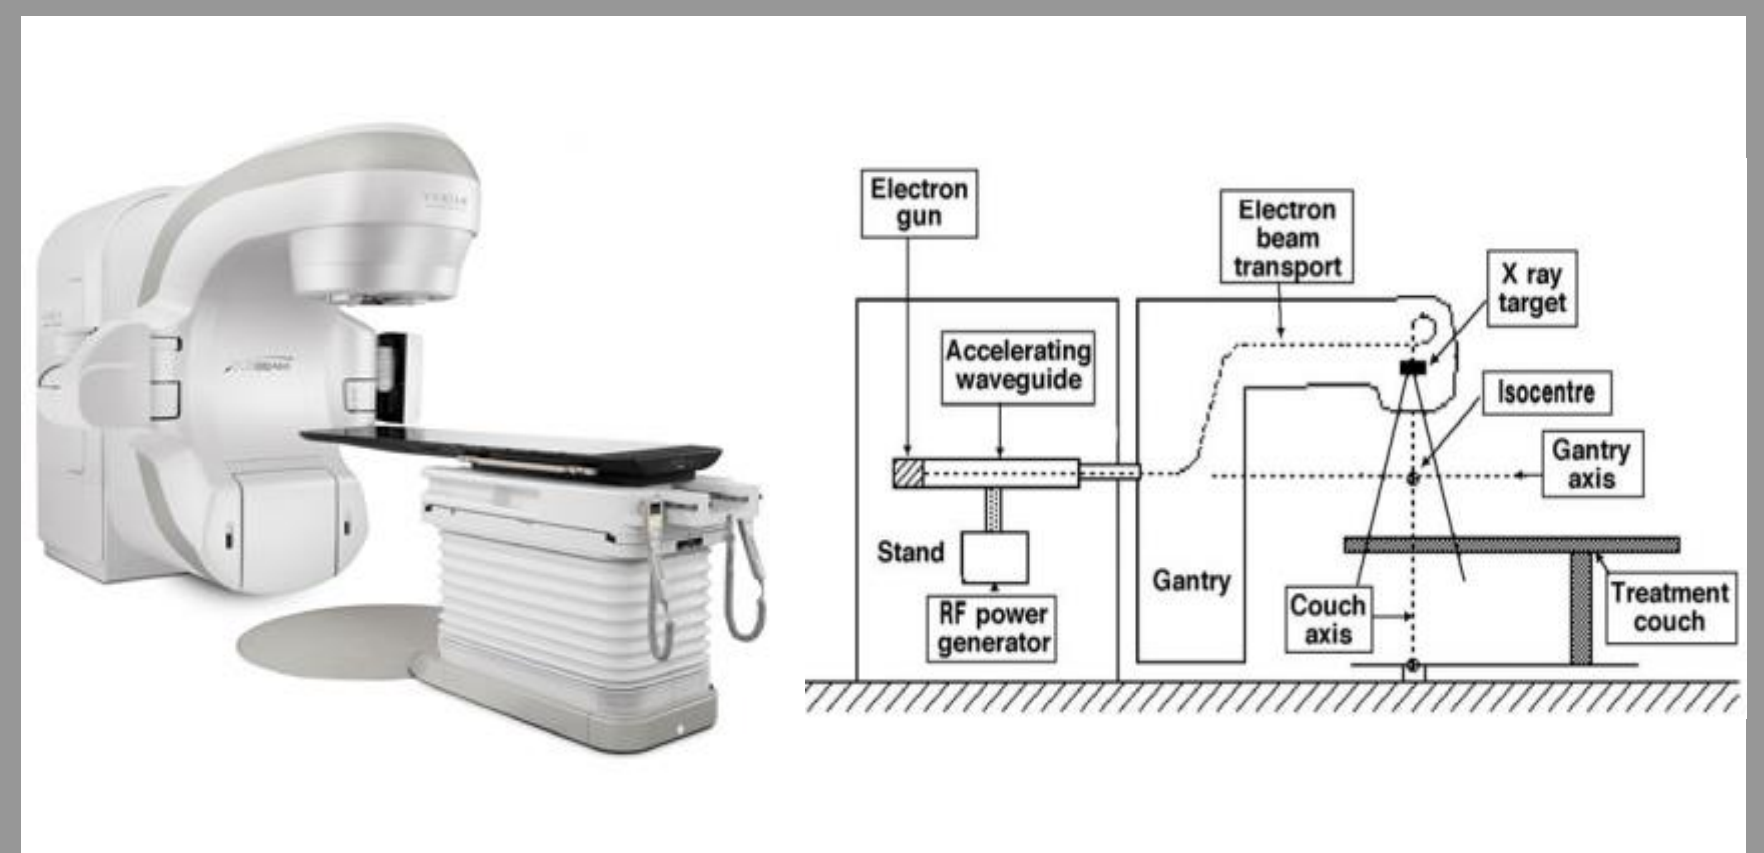 VARIAN
Electron
gun
Electron
beam
transport
X ray
target
Accelerating
waveguide
Isocentre
Gantry
axis
Stand
Gantry
RF power
generator
Couch
axis
Treatment
couch